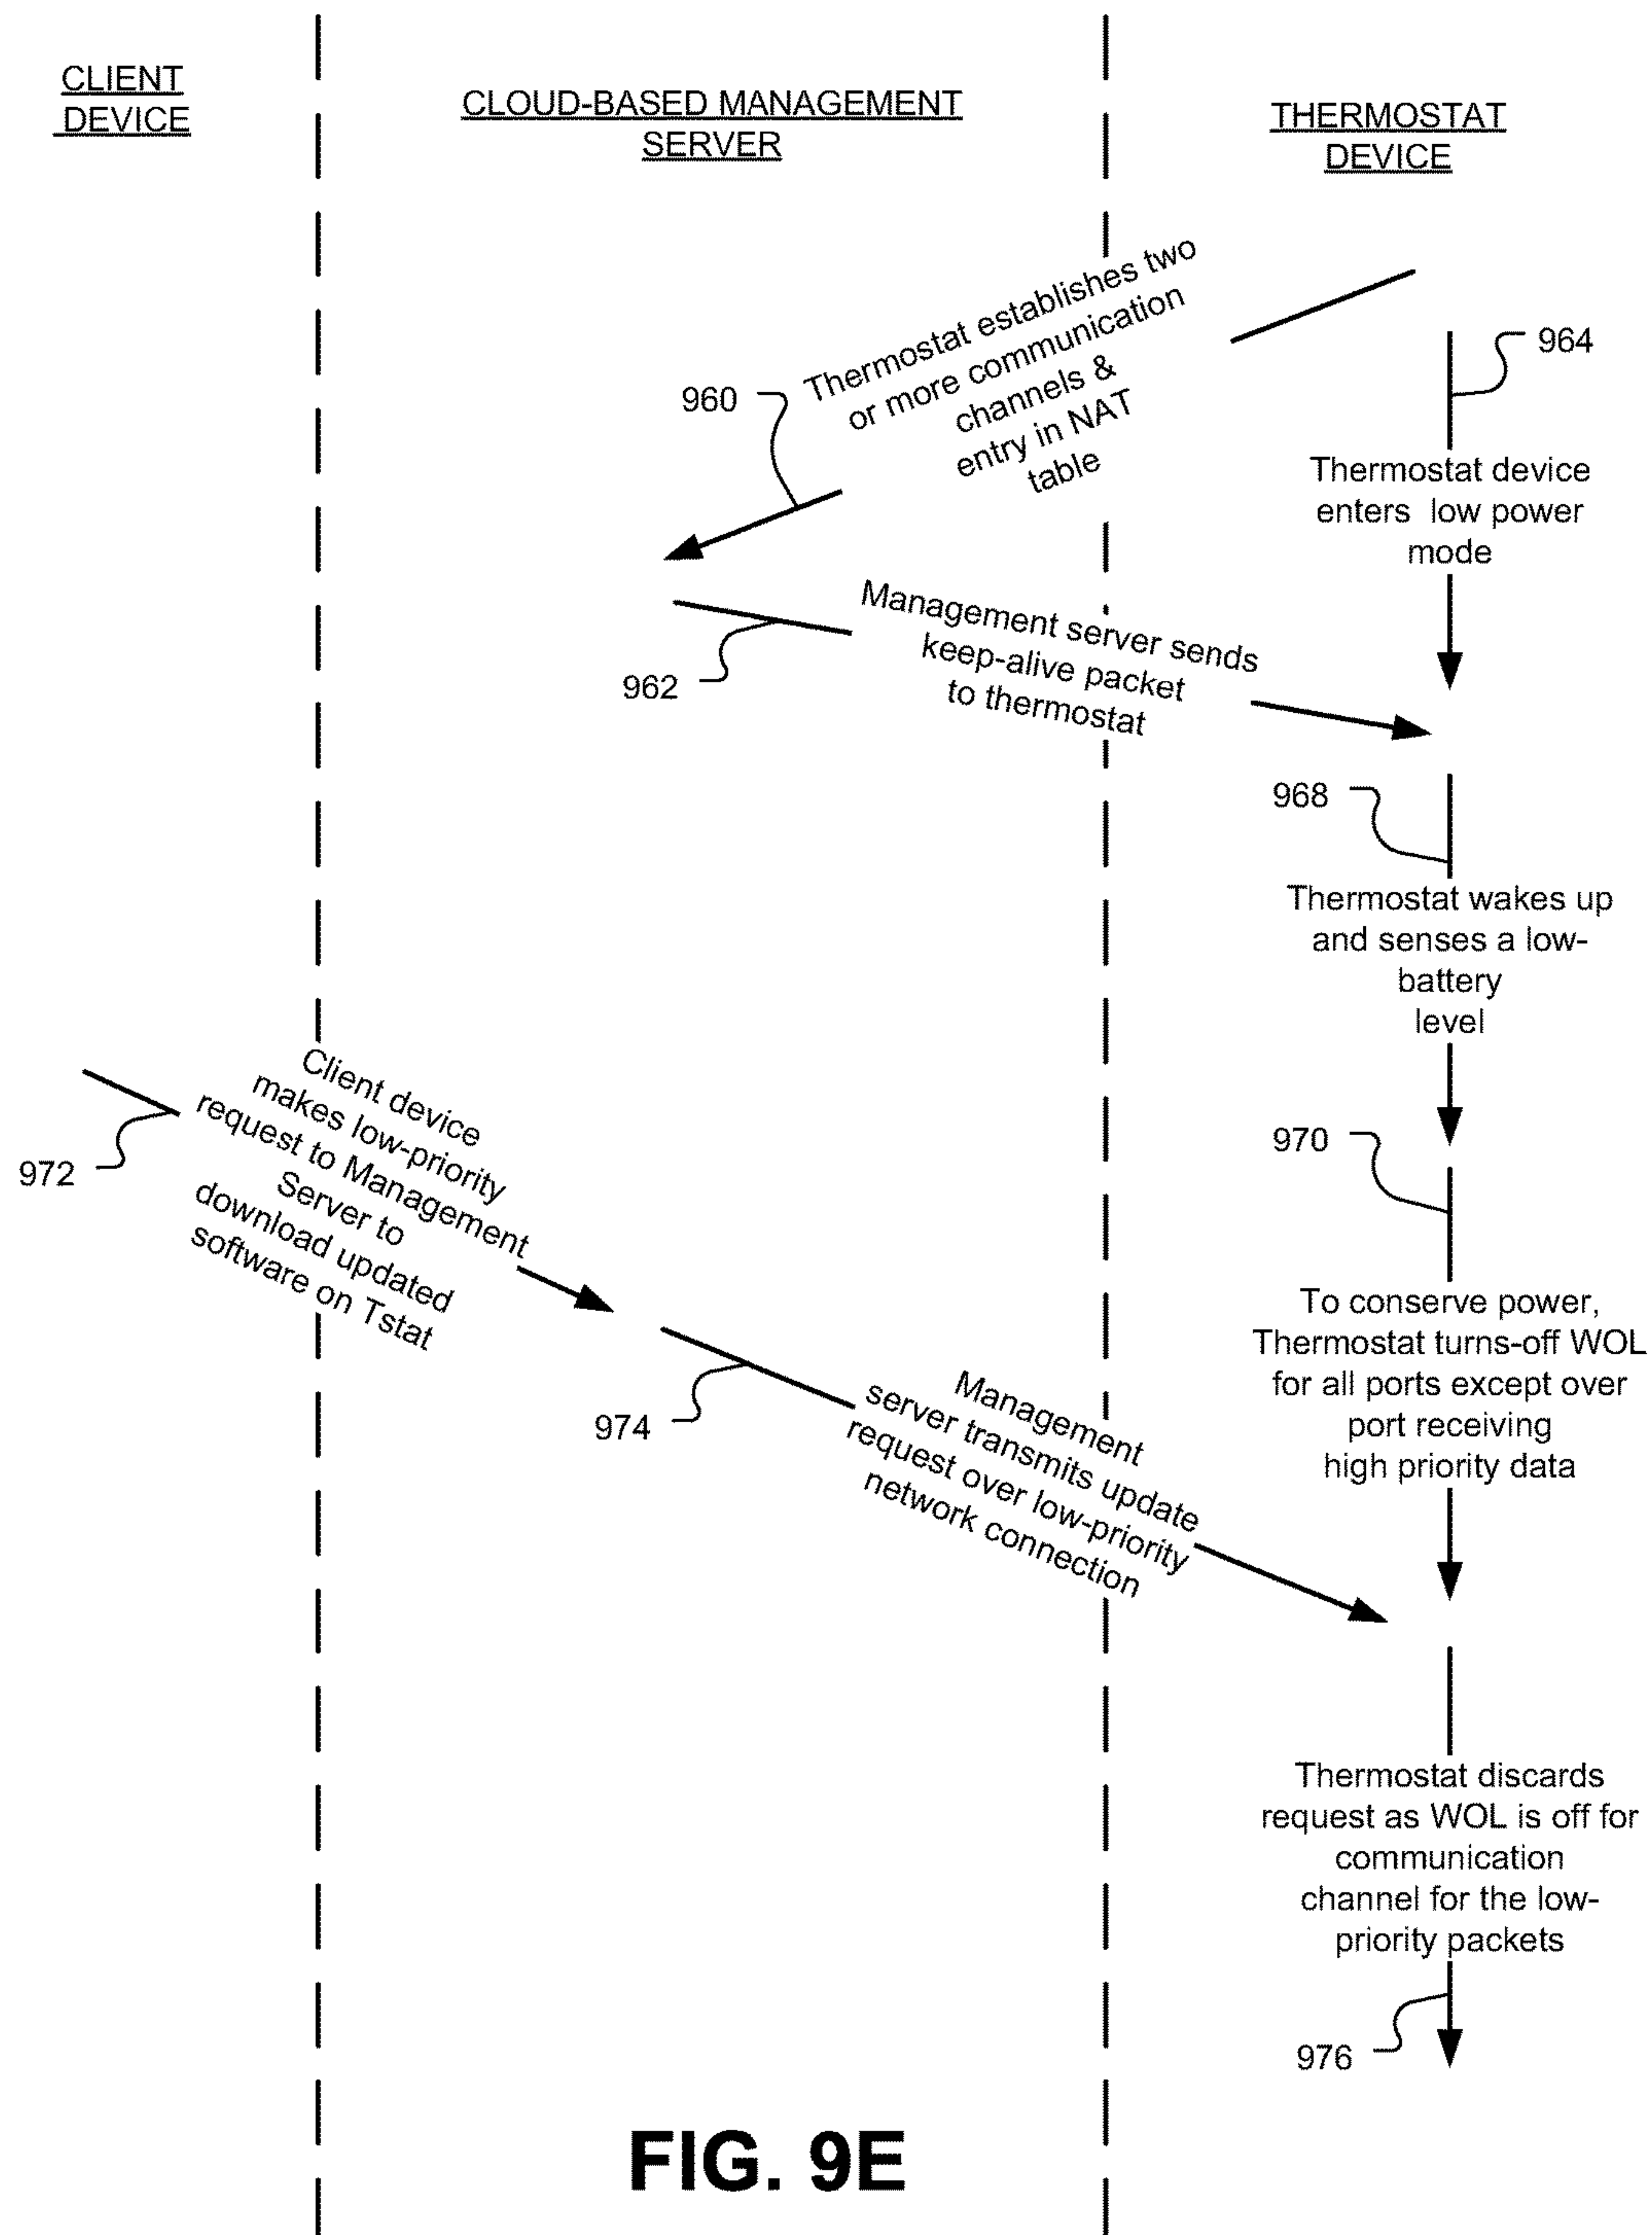 CLIENT
DEVICE
CLOUD-BASED MANAGEMENT
SERVER
THERMOSTAT
DEVICE
Thermostat establishes two
or more communication
channels &
entry in NAT
table
960
964
Thermostat device
enters low power
mode
Management server sends
keep-alive packet
to thermostat
962
968
Thermostat wakes up
and senses a low-
battery
level
Client device
makes low-priority
request to Management
Server to
download updated
software on Tstat
972
970
To conserve power,
Thermostat turns-off WOL
for all ports except over
port receiving
high priority data
Management
server transmits update
request over low-priority
network connection
974
Thermostat discards
request as WOL is off for
communication
channel for the low-
priority packets
976
FIG. 9E